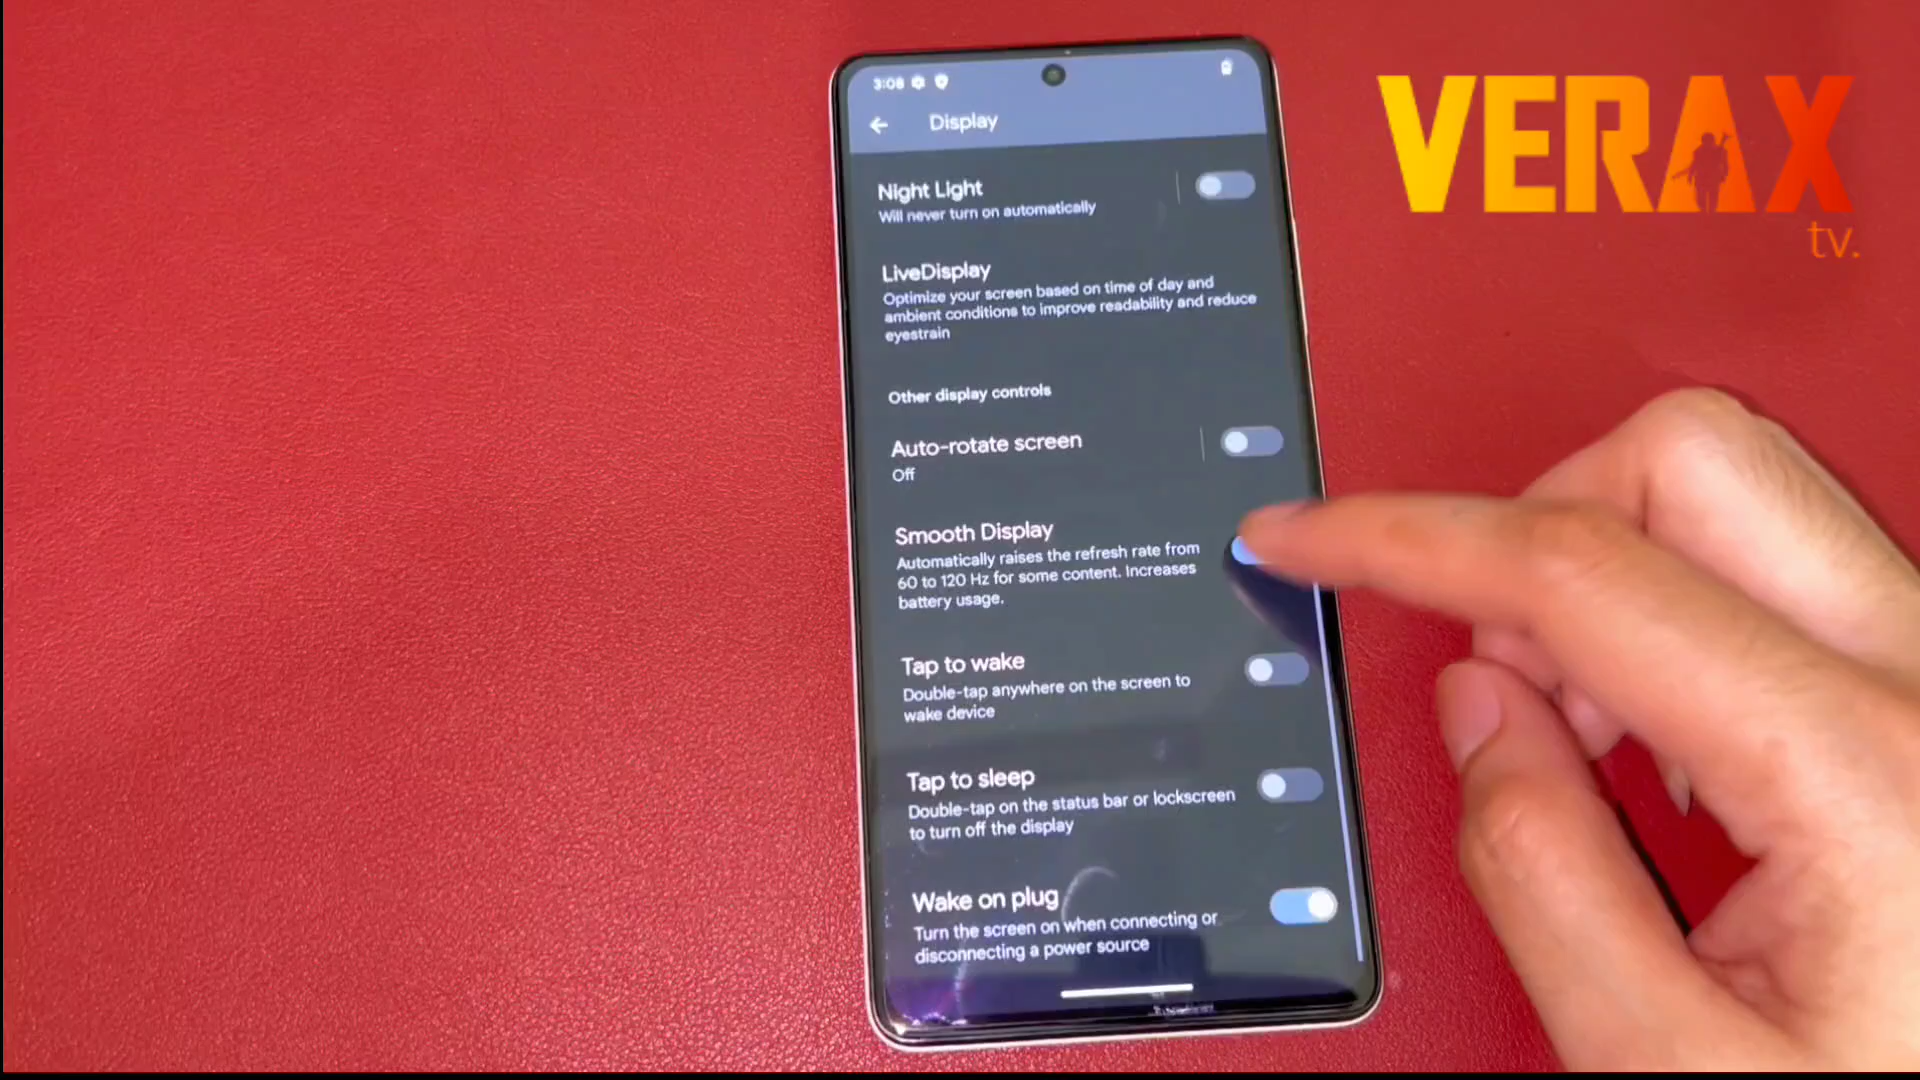 3:08
VERAX
tv.
Display
Night Light
Will never turn on automatically
LiveDisplay
Optimize your screen based on time of day and
ambient conditions to improve readability and reduce
eyestrain
Other display controls
Auto-rotate screen
Off
Smooth Display
Automatically raises the refresh rate from
60 to 120 Hz for some content. Increases
battery usage.
Tap to wake
Double-tap anywhere on the screen to
wake device
Tap to sleep
Double-tap on the status bar or lockscreen
to turn off the display
Wake on plug
Turn the screen on when connecting or
disconnecting a power source